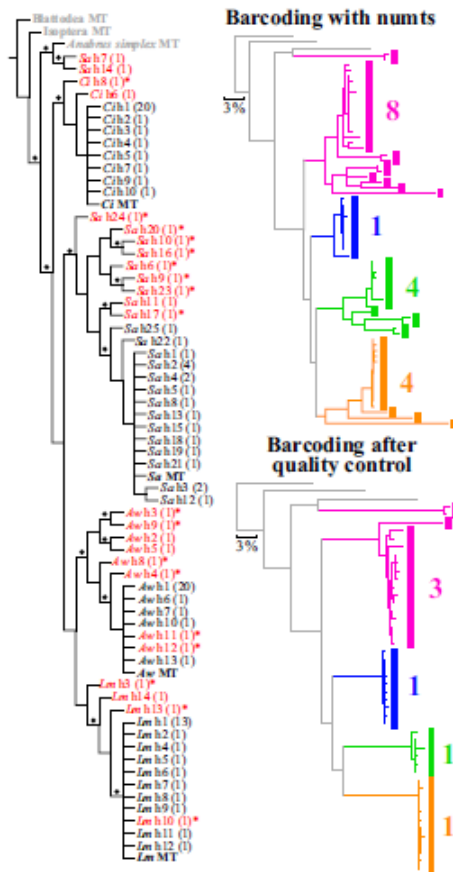 Blattodea MT
Isoptera MT
Anabrus simplex MT
Sa h7 (1)
Sa h14 (1)
Ci h8 (1)*
Ci h6 (1)
Ci h1 (20)
Ci h2 (1)
Ci h3 (1)
Ci h4 (1)
Ci h5 (1)
Ci h7 (1)
Ci h9 (1)
Ci h10 (1)
Ci MT
Sa h24 (1)*
Sa h20 (1)*
Sa h10 (1)*
Sa h16 (1)*
Sa h6 (1)*
Sa h9 (1)*
Sa h23 (1)*
Sa h11 (1)
Sa h17 (1)*
Sa h25 (1)
Sa h22 (1)
Sa h1 (1)
Sa h2 (4)
Sa h4 (2)
Sa h5 (1)
Sa h8 (1)
Sa h13 (1)
Sa h15 (1)
Sa h18 (1)
Sa h19 (1)
Sa h21 (1)
Sa MT
Sa h3 (2)
Sa h12 (1)
Aw h3 (1)*
Aw h9 (1)*
Aw h2 (1)
Aw h5 (1)
Aw h8 (1)*
Aw h4 (1)*
Aw h1 (20)
Aw h6 (1)
Aw h7 (1)
Aw h10 (1)
Aw h11 (1)*
Aw h12 (1)*
Aw h13 (1)
Aw MT
Lm h3 (1)*
Lm h14 (1)
Lm h13 (1)*
Lm h1 (13)
Lm h2 (1)
Lm h4 (1)
Lm h5 (1)
Lm h6 (1)
Lm h7 (1)
Lm h8 (1)
Lm h9 (1)
Lm h10 (1)*
Lm h11 (1)
Lm h12 (1)
Lm MT
Barcoding with numts
3%
8
1
4
4
Barcoding after
quality control
3%
3
1
1
1